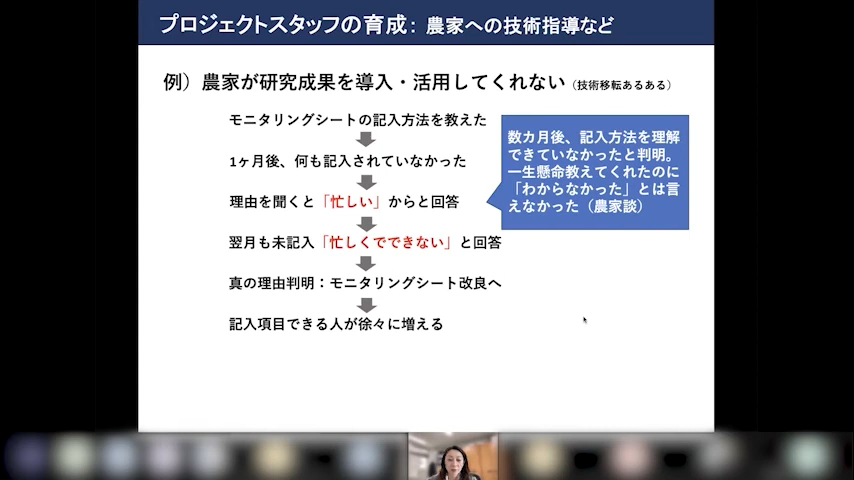 プロジェクトスタッフの育成：農家への技術指導など
例）農家が研究成果を導入・活用してくれない（技術移転あるある）
モニタリングシートの記入方法を教えた
1ヶ月後、何も記入されていなかった
理由を聞くと「忙しい」からと回答
翌月も未記入「忙しくでできない」と回答
真の理由判明：モニタリングシート改良へ
記入項目できる人が徐々に増える
数カ月後、記入方法を理解
できていなかったと判明。
一生懸命教えてくれたのに
「わからなかった」とは言
えなかった（農家談）